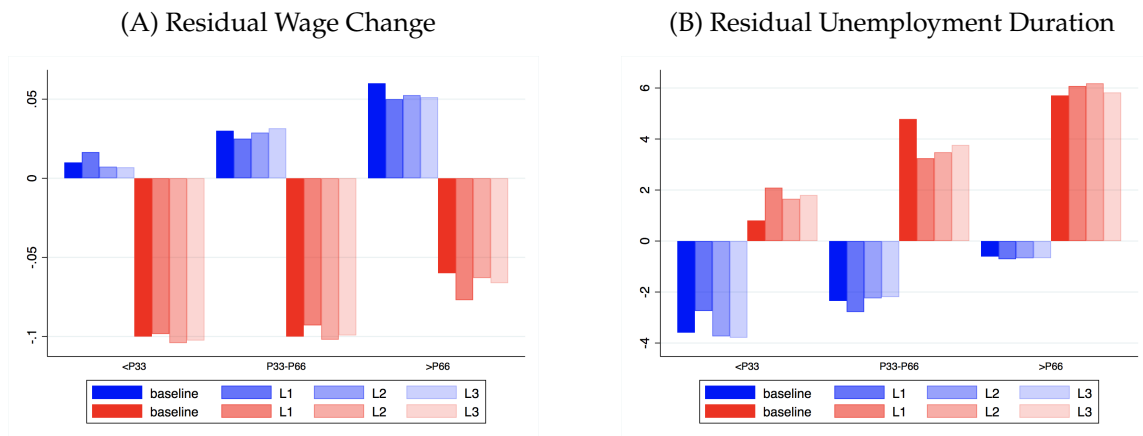 (A) Residual Wage Change
.05
0
-.05
-.1
<P33 P33-P66 >P66
baseline L1 L2 L3
baseline L1 L2 L3
(B) Residual Unemployment Duration
6
4
2
0
-2
-4
<P33 P33-P66 >P66
baseline L1 L2 L3
baseline L1 L2 L3